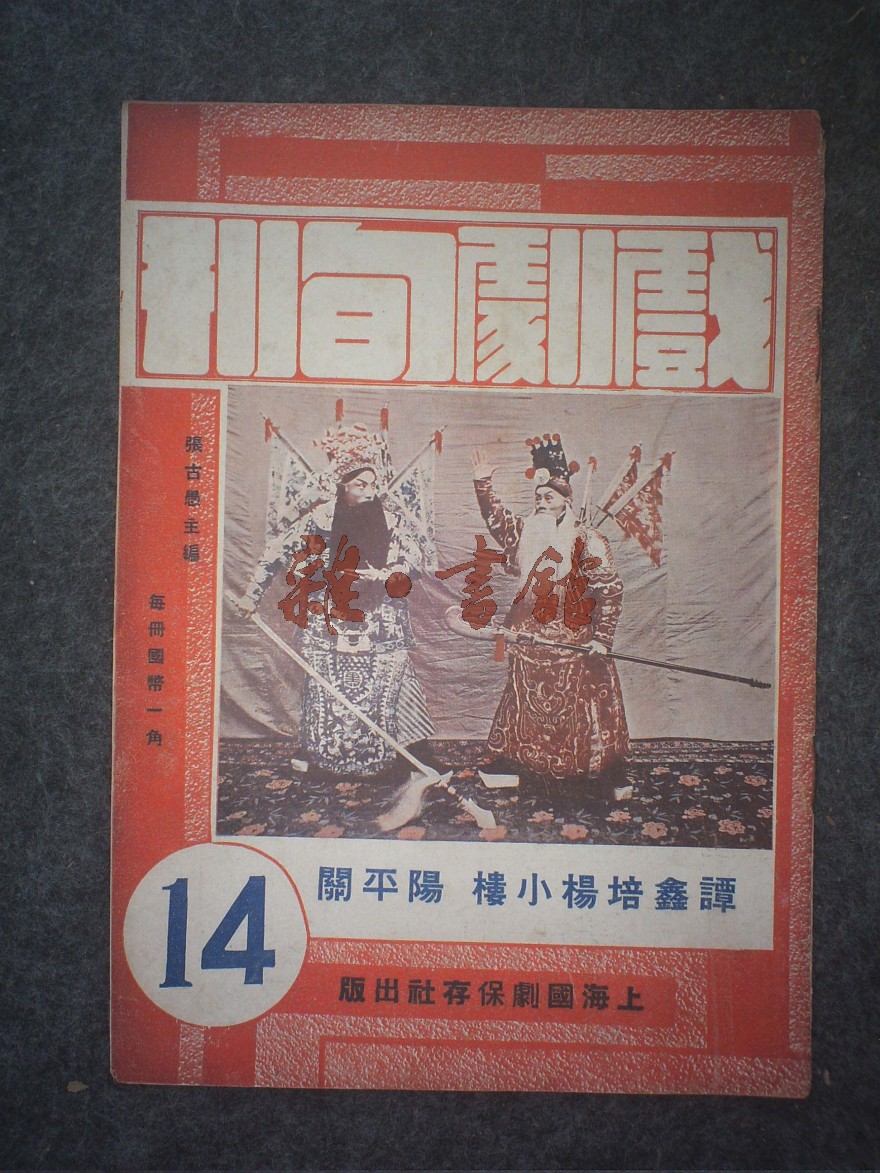 戲劇旬刊
張古愚主編
每冊國幣一角
雜·書館
譚鑫培楊小樓 陽平關
14
上海國劇保存社出版